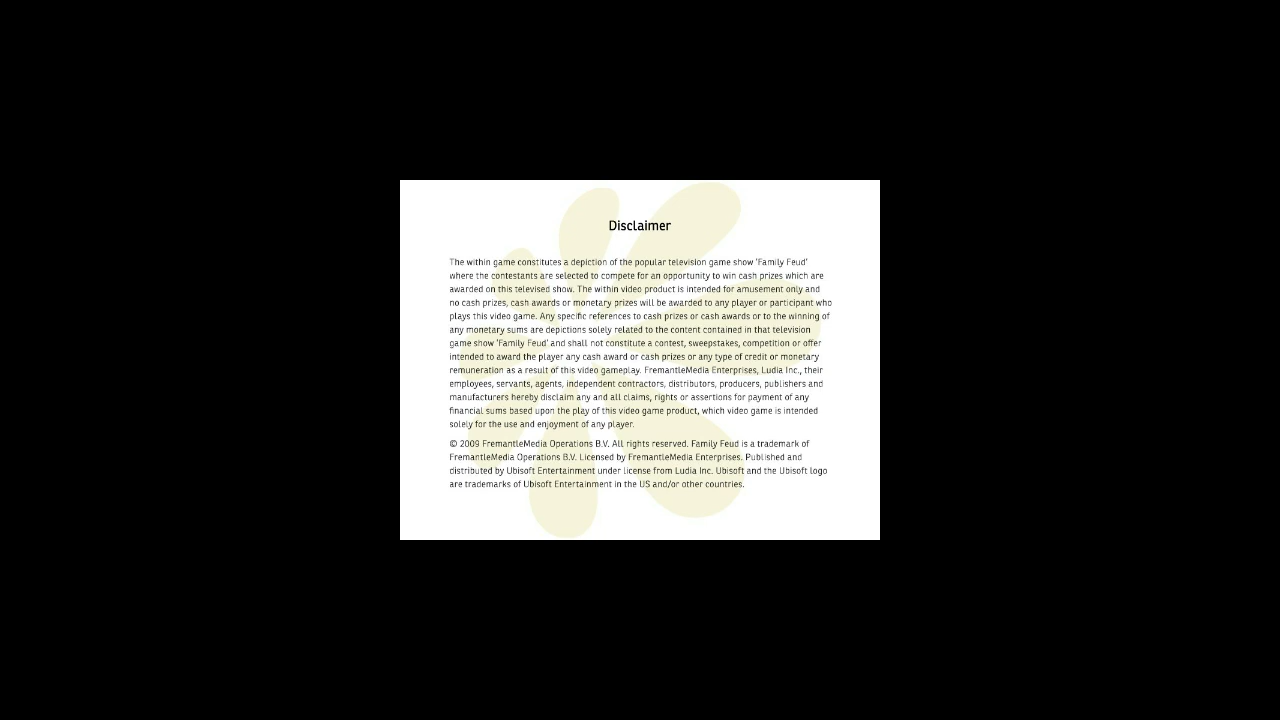 Disclaimer
The within game constitutes a depiction of the popular television game show 'Family Feud'
where the contestants are selected to compete for an opportunity to win cash prizes which are
awarded on this televised show. The within video product is intended for amusement only and
no cash prizes, cash awards or monetary prizes will be awarded to any player or participant who
plays this video game. Any specific references to cash prizes or cash awards or to the winning of
any monetary sums are depictions solely related to the content contained in that television
game show 'Family Feud' and shall not constitute a contest, sweepstakes, competition or offer
intended to award the player any cash award or cash prizes or any type of credit or monetary
remuneration as a result of this video gameplay. FremantleMedia Enterprises, Ludia Inc., their
employees, servants, agents, independent contractors, distributors, producers, publishers and
manufacturers hereby disclaim any and all claims, rights or assertions for payment of any
financial sums based upon the play of this video game product, which video game is intended
solely for the use and enjoyment of any player.
© 2009 FremantleMedia Operations B.V. All rights reserved. Family Feud is a trademark of
FremantleMedia Operations B.V. Licensed by FremantleMedia Enterprises. Published and
distributed by Ubisoft Entertainment under license from Ludia Inc. Ubisoft and the Ubisoft logo
are trademarks of Ubisoft Entertainment in the US and/or other countries.